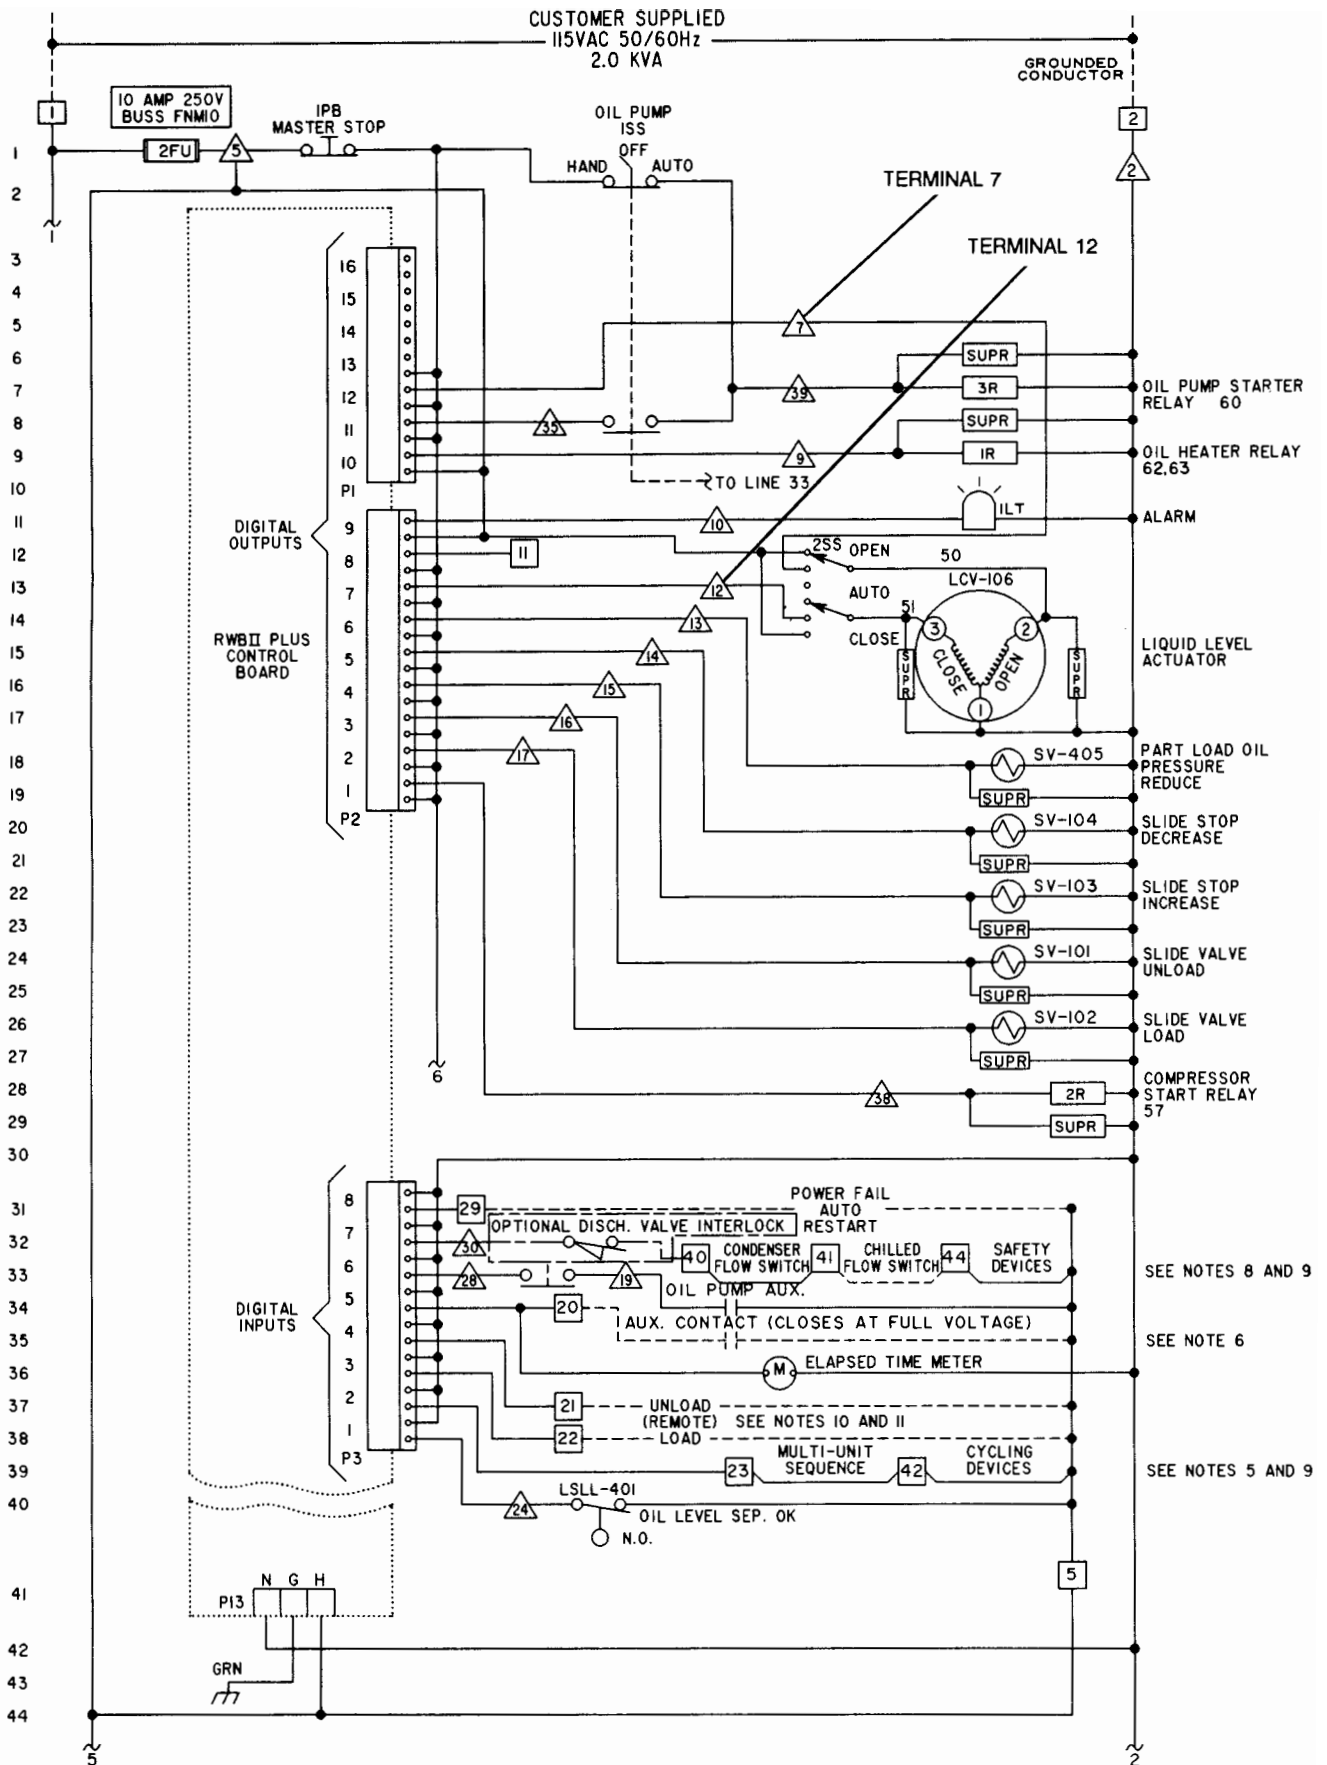 CUSTOMER SUPPLIED
115VAC 50/60Hz
2.0 KVA
GROUNDED
CONDUCTOR
1
10 AMP 250V
BUSS FNM10
1PB
MASTER STOP
OIL PUMP
1SS
OFF
HAND
AUTO
2
1
2FU
5
2
2
TERMINAL 7
TERMINAL 12
3
16
4
15
5
14
7
6
13
SUPR
7
12
39
3R
OIL PUMP STARTER
RELAY 60
8
11
35
SUPR
9
10
9
1R
OIL HEATER RELAY
62,63
10
P1
TO LINE 33
11
DIGITAL
OUTPUTS
9
10
1LT
ALARM
12
8
11
2SS
OPEN
50
13
7
12
AUTO
LCV-106
14
RWBII PLUS
CONTROL
BOARD
6
13
CLOSE
51
3
2
15
5
14
SUPR
CLOSE
OPEN
SUPR
LIQUID LEVEL
ACTUATOR
16
4
15
1
17
3
16
18
2
17
SV-405
PART LOAD OIL
PRESSURE
REDUCE
19
1
SUPR
P2
20
SV-104
SLIDE STOP
DECREASE
21
SUPR
22
SV-103
SLIDE STOP
INCREASE
23
SUPR
24
SV-101
SLIDE VALVE
UNLOAD
25
SUPR
26
SV-102
SLIDE VALVE
LOAD
27
SUPR
6
28
38
2R
COMPRESSOR
START RELAY
57
29
SUPR
30
31
8
29
POWER FAIL
AUTO
RESTART
32
7
30
OPTIONAL DISCH. VALVE INTERLOCK
40
CONDENSER
FLOW SWITCH
41
CHILLED
FLOW SWITCH
44
SAFETY
DEVICES
33
6
28
19
OIL PUMP AUX.
SEE NOTES 8 AND 9
34
DIGITAL
INPUTS
5
20
AUX. CONTACT (CLOSES AT FULL VOLTAGE)
35
4
SEE NOTE 6
36
3
M
ELAPSED TIME METER
37
2
21
UNLOAD
(REMOTE) SEE NOTES 10 AND 11
38
1
22
LOAD
39
P3
23
MULTI-UNIT
SEQUENCE
42
CYCLING
DEVICES
SEE NOTES 5 AND 9
40
24
LSLL-401
OIL LEVEL SEP. OK
N.O.
5
41
P13
N
G
H
42
43
GRN
44
5
2